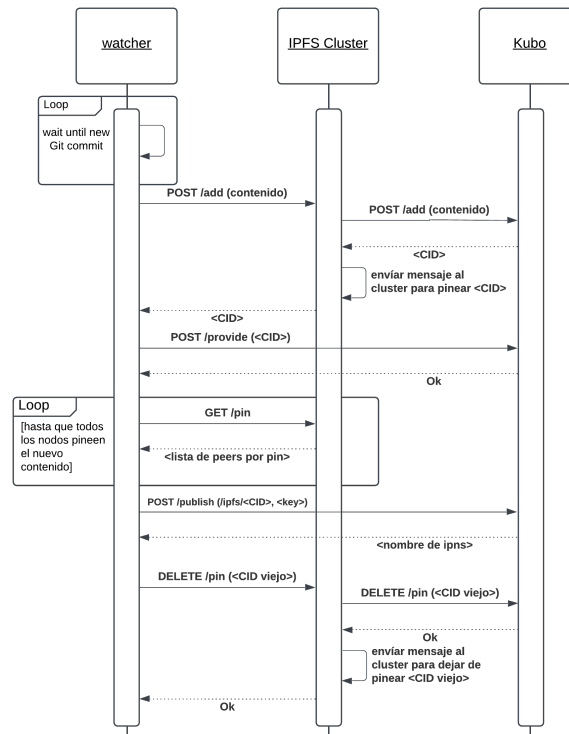 watcher
IPFS Cluster
Kubo
Loop
wait until new
Git commit
POST /add (contenido)
POST /add (contenido)
<CID>
envíar mensaje al
cluster para pinear <CID>
<CID>
POST /provide (<CID>)
Ok
Loop
[hasta que todos
los nodos pineen
el nuevo
contenido]
GET /pin
<lista de peers por pin>
POST /publish (/ipfs/<CID>, <key>)
<nombre de ipns>
DELETE /pin (<CID viejo>)
DELETE /pin (<CID viejo>)
Ok
envíar mensaje al
cluster para dejar de
pinear <CID viejo>
Ok